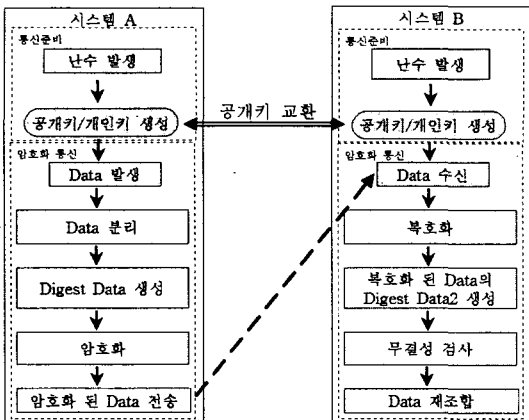 시스템 A
통신준비
난수 발생
공개키/개인키 생성
암호화 통신
Data 발생
Data 분리
Digest Data 생성
암호화
암호화 된 Data 전송
공개키 교환
시스템 B
통신준비
난수 발생
공개키/개인키 생성
암호화 통신
Data 수신
복호화
복호화 된 Data의
Digest Data2 생성
무결성 검사
Data 재조합